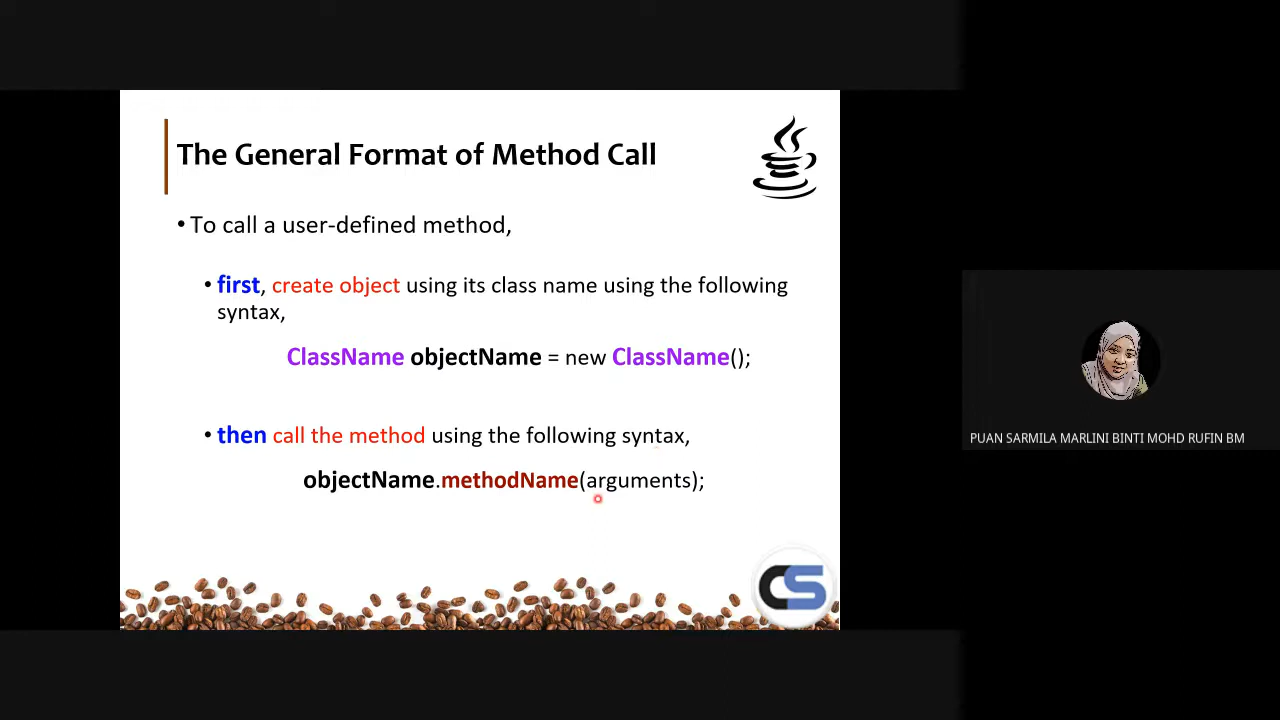 The General Format of Method Call
• To call a user-defined method,
• first, create object using its class name using the following
syntax,
ClassName objectName = new ClassName();
• then call the method using the following syntax,
objectName.methodName(arguments);
CS
PUAN SARMILA MARLINI BINTI MOHD RUFIN BM